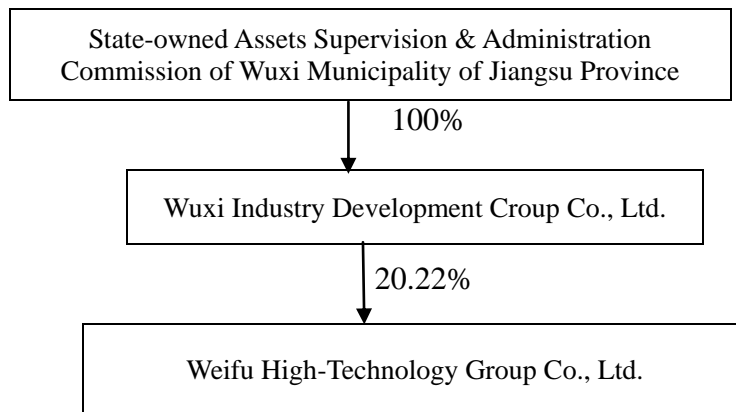 State-owned Assets Supervision & Administration
Commission of Wuxi Municipality of Jiangsu Province
100%
Wuxi Industry Development Croup Co., Ltd.
20.22%
Weifu High-Technology Group Co., Ltd.